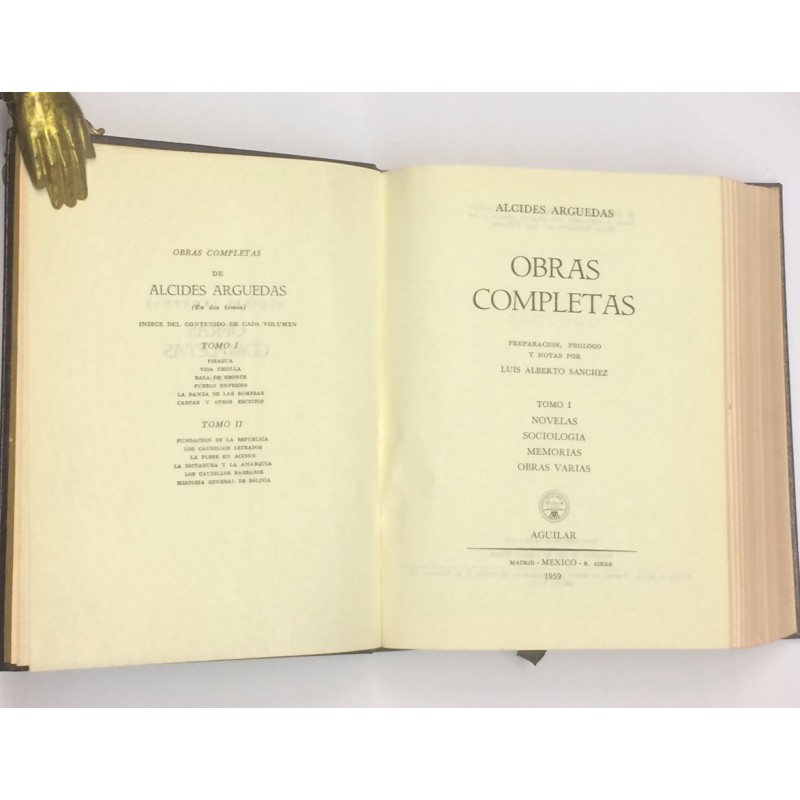 OBRAS COMPLETAS
DE
ALCIDES ARGUEDAS
(En dos tomos)
INDICE DEL CONTENIDO DE CADA VOLUMEN
TOMO I
PISAGUA
VIDA CRIOLLA
RAZA DE BRONCE
PUEBLO ENFERMO
LA DANZA DE LAS SOMBRAS
CARTAS Y OTROS ESCRITOS
TOMO II
FUNDACION DE LA REPUBLICA
LOS CAUDILLOS LETRADOS
LA PLEBE EN ACCION
LA DICTADURA Y LA ANARQUIA
LOS CAUDILLOS BARBAROS
HISTORIA GENERAL DE BOLIVIA
ALCIDES ARGUEDAS
OBRAS
COMPLETAS
PREPARACION, PROLOGO
Y NOTAS POR
LUIS ALBERTO SANCHEZ
TOMO I
NOVELAS
SOCIOLOGIA
MEMORIAS
OBRAS VARIAS
AGUILAR
MADRID - MEXICO - B. AIRES
1959